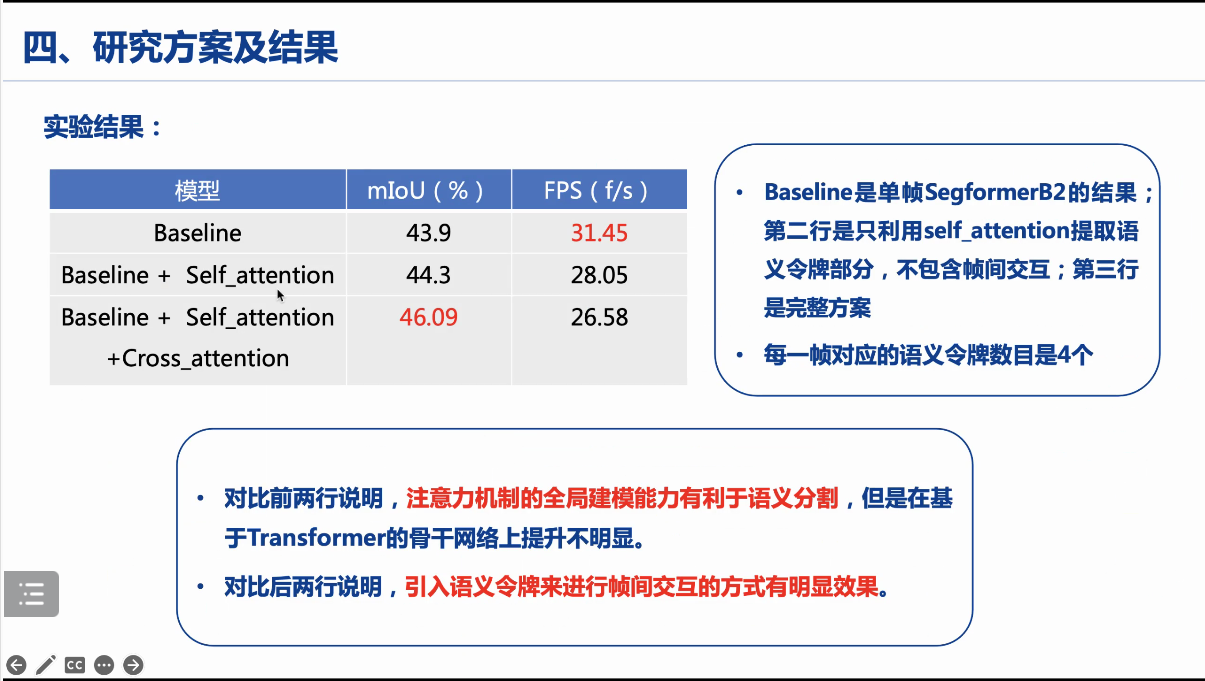 四、研究方案及结果
实验结果：
模型 mIoU（%） FPS（f/s）
Baseline 43.9 31.45
Baseline + Self_attention 44.3 28.05
Baseline + Self_attention 46.09 26.58
+Cross_attention
• Baseline是单帧SegformerB2的结果；
第二行是只利用self_attention提取语
义令牌部分，不包含帧间交互；第三行
是完整方案
• 每一帧对应的语义令牌数目是4个
• 对比前两行说明，注意力机制的全局建模能力有利于语义分割，但是在基
于Transformer的骨干网络上提升不明显。
• 对比后两行说明，引入语义令牌来进行帧间交互的方式有明显效果。
CC